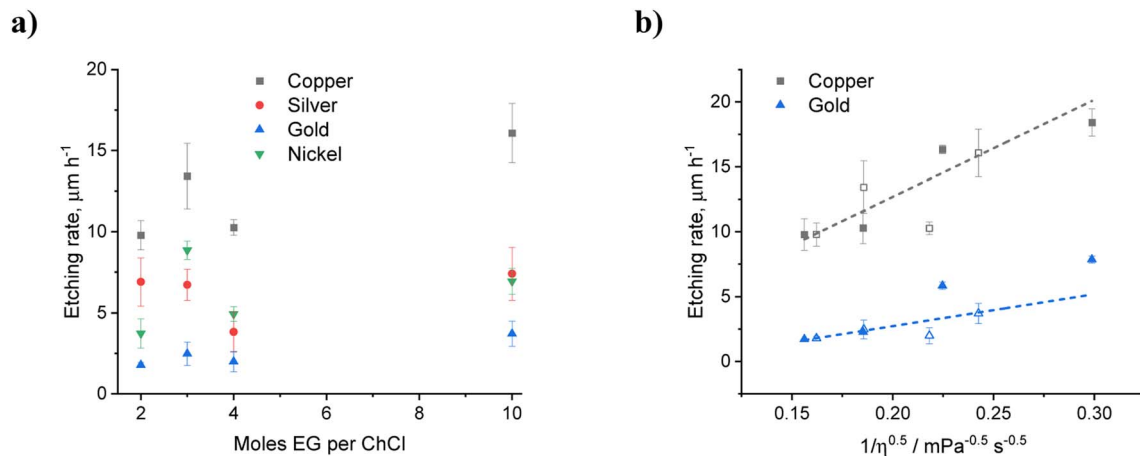 a)
Etching rate, µm h⁻¹
20
15
10
5
0
Copper
Silver
Gold
Nickel
2
4
6
8
10
Moles EG per ChCl
b)
Etching rate, µm h⁻¹
20
15
10
5
0
Copper
Gold
0.15
0.20
0.25
0.30
1/η⁰·⁵ / mPa⁻⁰·⁵ s⁻⁰·⁵